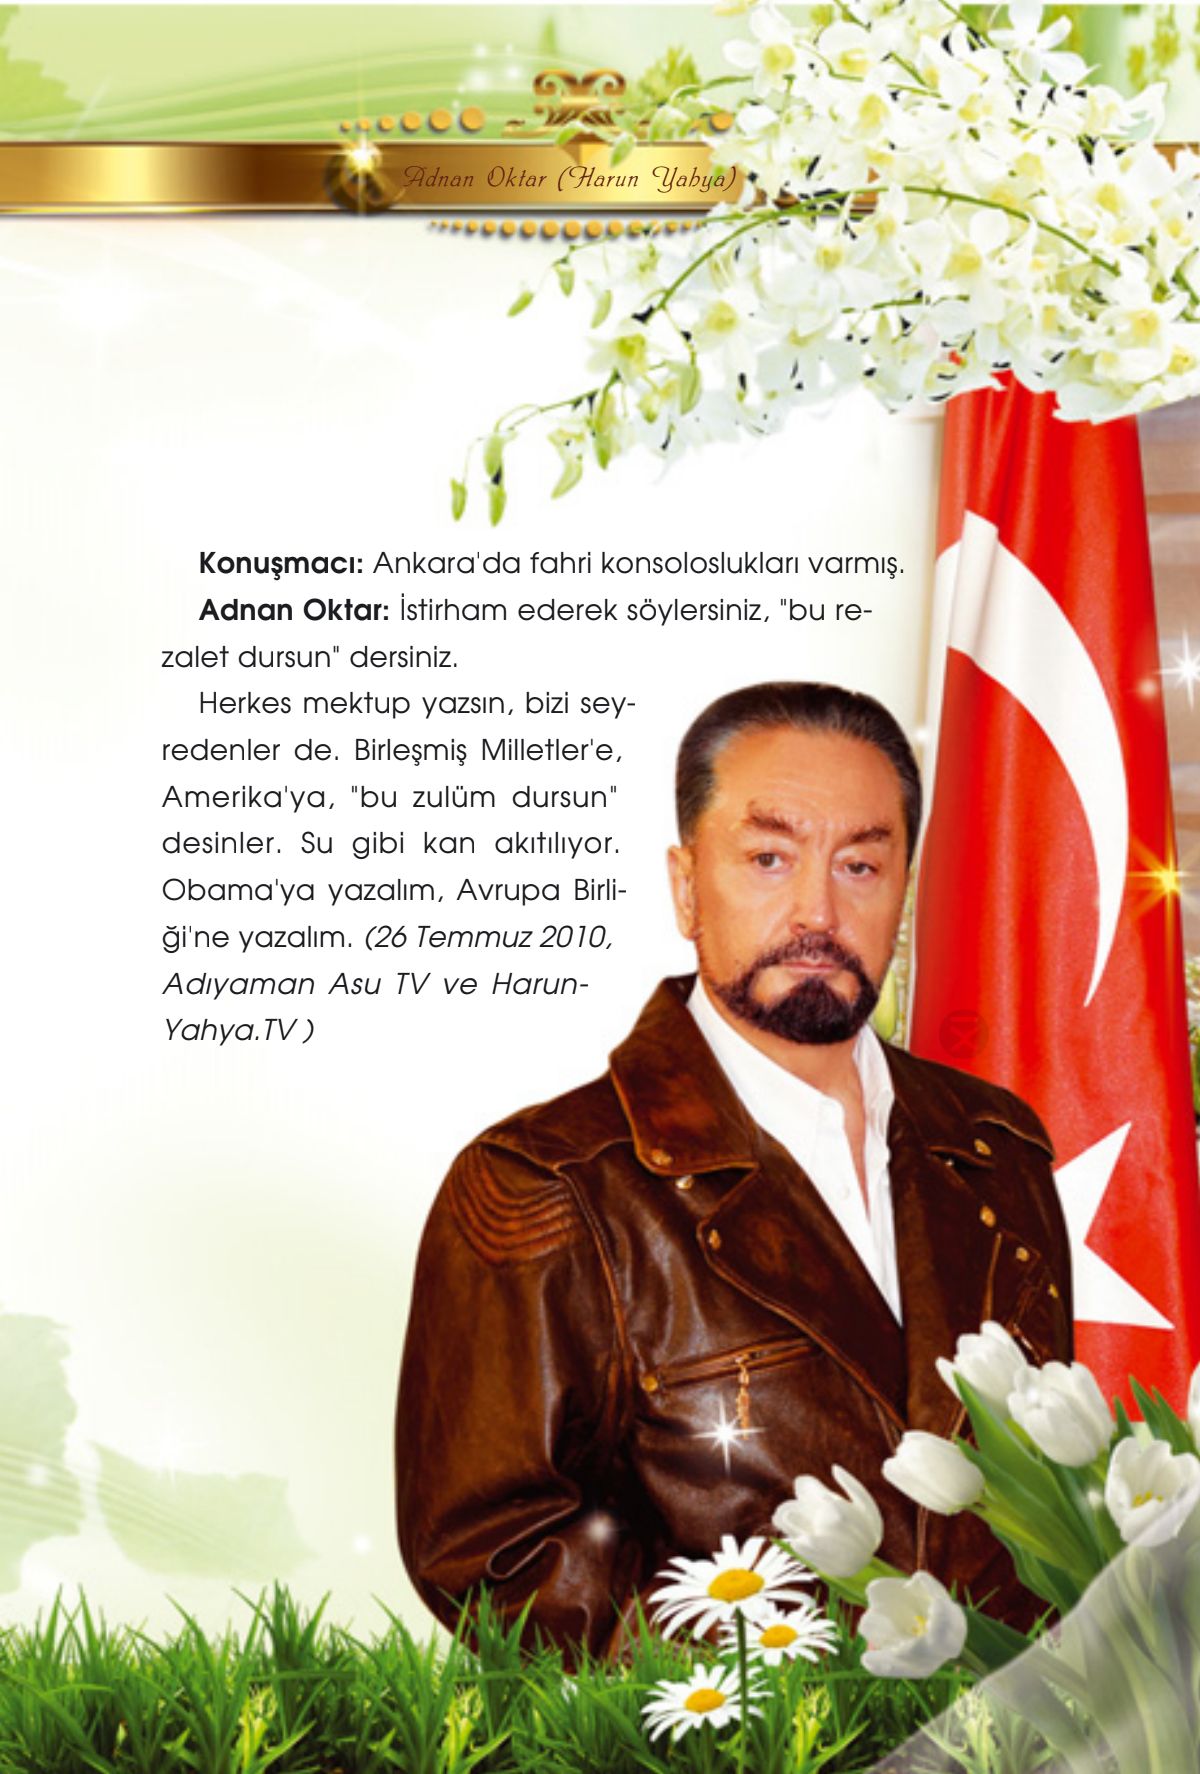 Adnan Oktar (Harun Yahya)
Konuşmacı: Ankara'da fahri konsoloslukları varmış.
Adnan Oktar: İstirham ederek söylersiniz, "bu re-
zalet dursun" dersiniz.
Herkes mektup yazsın, bizi sey-
redenler de. Birleşmiş Milletler'e,
Amerika'ya, "bu zulüm dursun"
desinler. Su gibi kan akıtılıyor.
Obama'ya yazalım, Avrupa Birli-
ği'ne yazalım. (26 Temmuz 2010,
Adıyaman Asu TV ve Harun-
Yahya.TV )